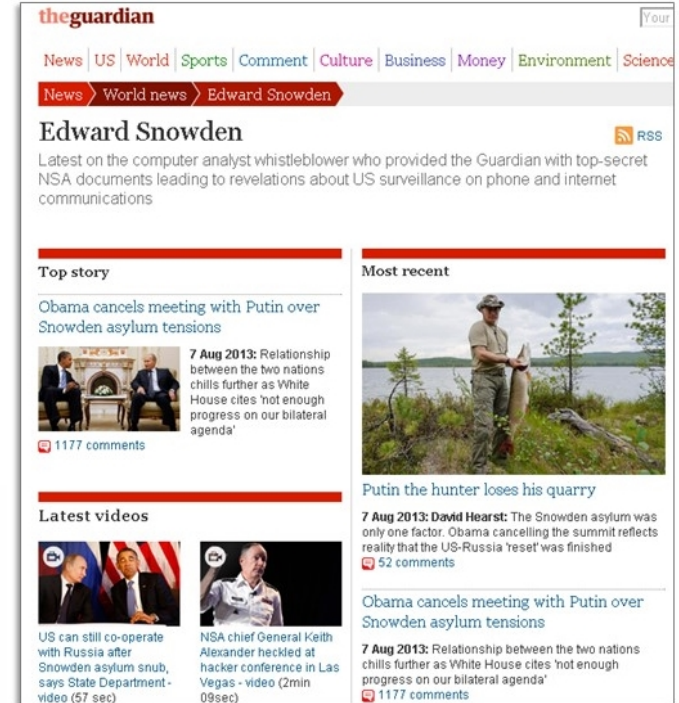 theguardian
Your
News US World Sports Comment Culture Business Money Environment Science
News World news Edward Snowden
Edward Snowden
RSS
Latest on the computer analyst whistleblower who provided the Guardian with top-secret
NSA documents leading to revelations about US surveillance on phone and internet
communications
Top story
Obama cancels meeting with Putin over
Snowden asylum tensions
7 Aug 2013: Relationship
between the two nations
chills further as White
House cites 'not enough
progress on our bilateral
agenda'
1177 comments
Latest videos
US can still co-operate
with Russia after
Snowden asylum snub,
says State Department -
video (57 sec)
NSA chief General Keith
Alexander heckled at
hacker conference in Las
Vegas - video (2min
09sec)
Most recent
Putin the hunter loses his quarry
7 Aug 2013: David Hearst: The Snowden asylum was
only one factor. Obama cancelling the summit reflects
reality that the US-Russia 'reset' was finished
52 comments
Obama cancels meeting with Putin over
Snowden asylum tensions
7 Aug 2013: Relationship between the two nations
chills further as White House cites 'not enough
progress on our bilateral agenda'
1177 comments